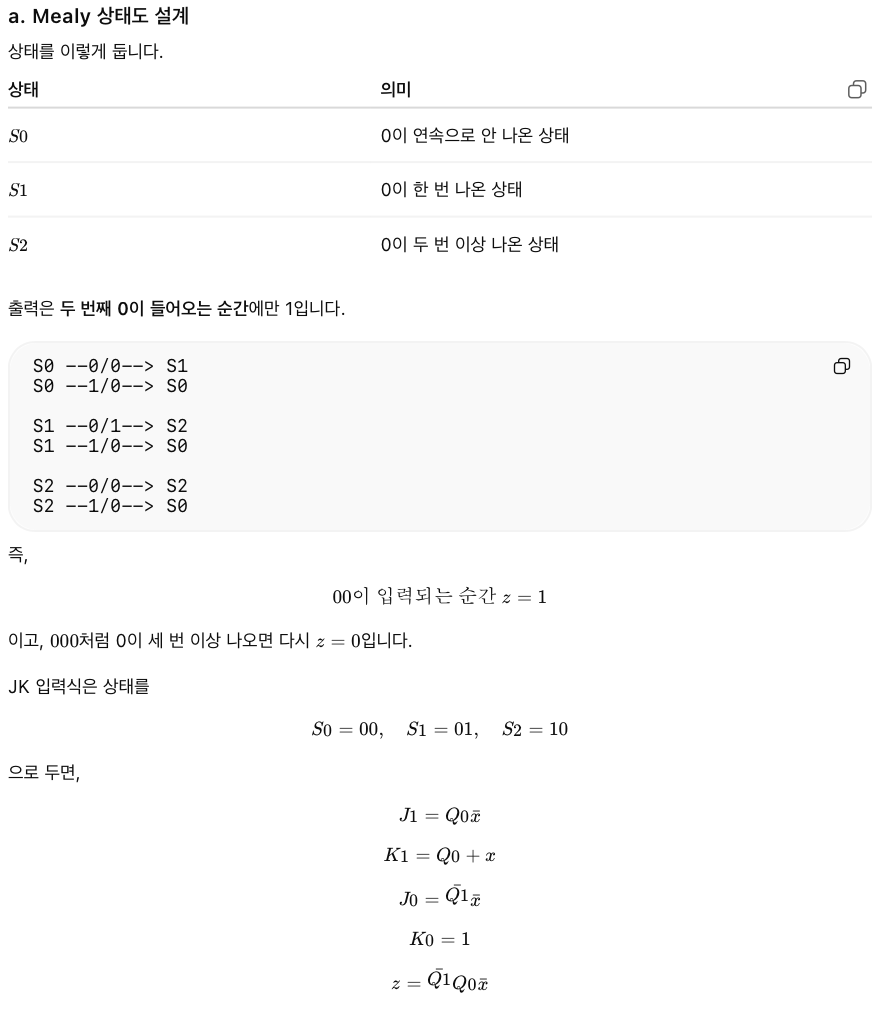 a. Mealy 상태도 설계
상태를 이렇게 둡니다.
상태 의미
S0 0이 연속으로 안 나온 상태
S1 0이 한 번 나온 상태
S2 0이 두 번 이상 나온 상태
출력은 두 번째 0이 들어오는 순간에만 1입니다.
S0 --0/0--> S1
S0 --1/0--> S0
S1 --0/1--> S2
S1 --1/0--> S0
S2 --0/0--> S2
S2 --1/0--> S0
즉,
00이 입력되는 순간 z = 1
이고, 000처럼 0이 세 번 이상 나오면 다시 z = 0입니다.
JK 입력식은 상태를
S0 = 00, S1 = 01, S2 = 10
으로 두면,
J1 = Q0x̄
K1 = Q0 + x
J0 = Q̄1x̄
K0 = 1
z = Q̄1Q0x̄